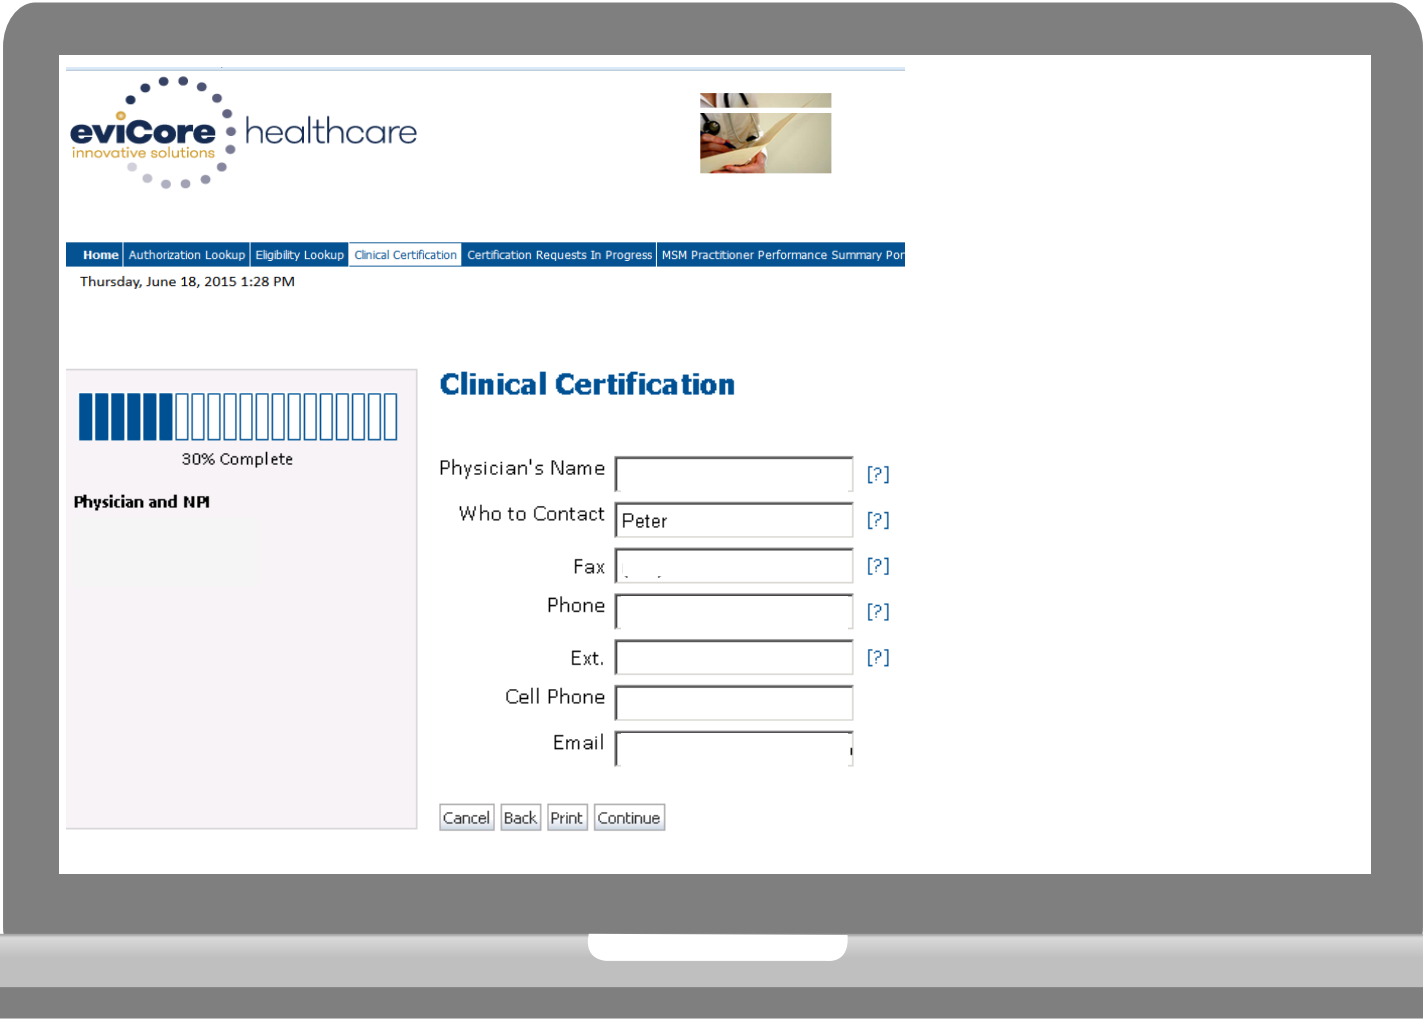 eviCore healthcare
innovative solutions
Home Authorization Lookup Eligibility Lookup Clinical Certification Certification Requests In Progress MSM Practitioner Performance Summary Por
Thursday, June 18, 2015 1:28 PM
Clinical Certification
30% Complete
Physician and NPI
Physician's Name [?]
Who to Contact Peter [?]
Fax [?]
Phone [?]
Ext. [?]
Cell Phone
Email
Cancel Back Print Continue